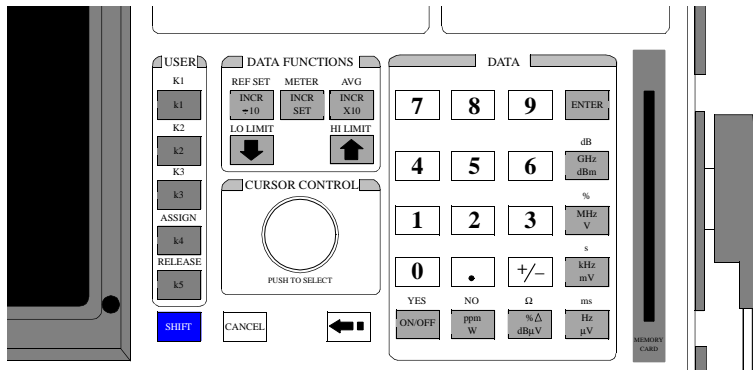 USER
K1
k1
K2
k2
K3
k3
ASSIGN
k4
RELEASE
k5
SHIFT
DATA FUNCTIONS
REF SET METER AVG
INCR
÷10
INCR
SET
INCR
X10
LO LIMIT HI LIMIT
CURSOR CONTROL
PUSH TO SELECT
CANCEL
DATA
7 8 9 ENTER
dB
4 5 6 GHz
dBm
%
1 2 3 MHz
V
s
0 . +/− kHz
mV
YES NO Ω ms
ON/OFF
ppm
W
% △
dBµV
Hz
µV
MEMORY
CARD